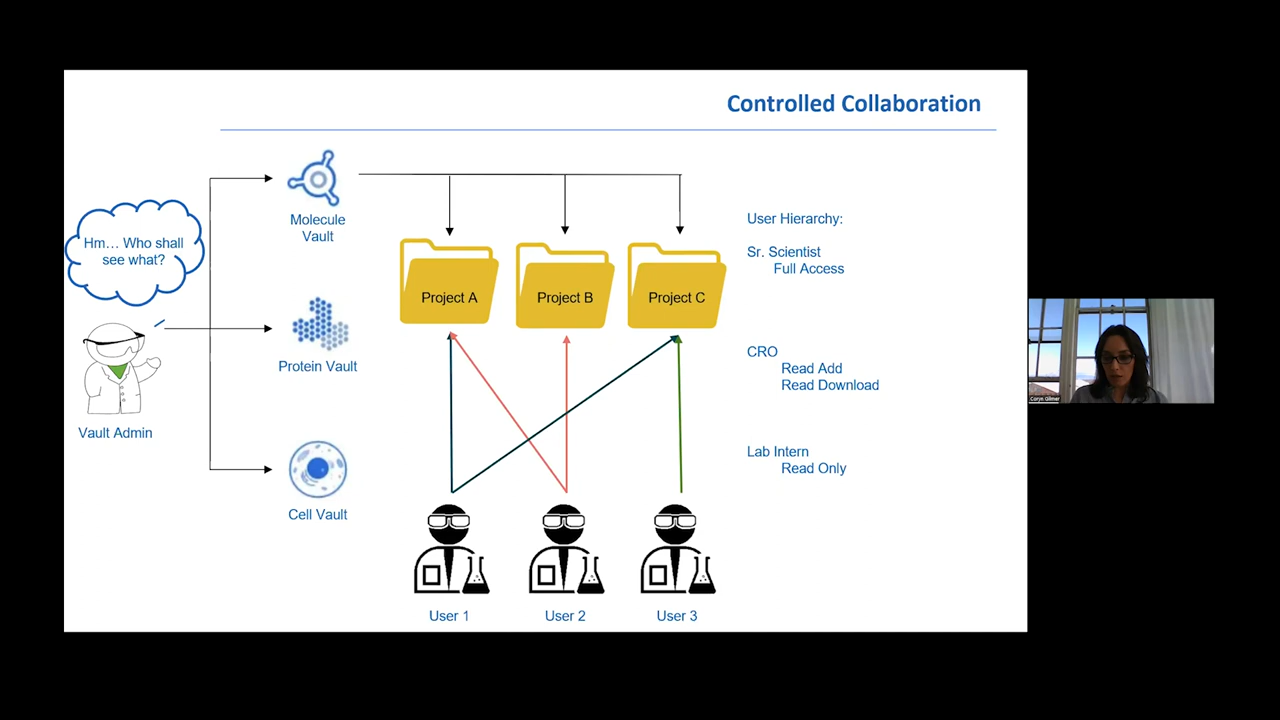 Controlled Collaboration
Hm... Who shall
see what?
Vault Admin
Molecule
Vault
Protein Vault
Cell Vault
Project A
Project B
Project C
User 1
User 2
User 3
User Hierarchy:
Sr. Scientist
Full Access
CRO
Read Add
Read Download
Lab Intern
Read Only
Caryn Gilmer